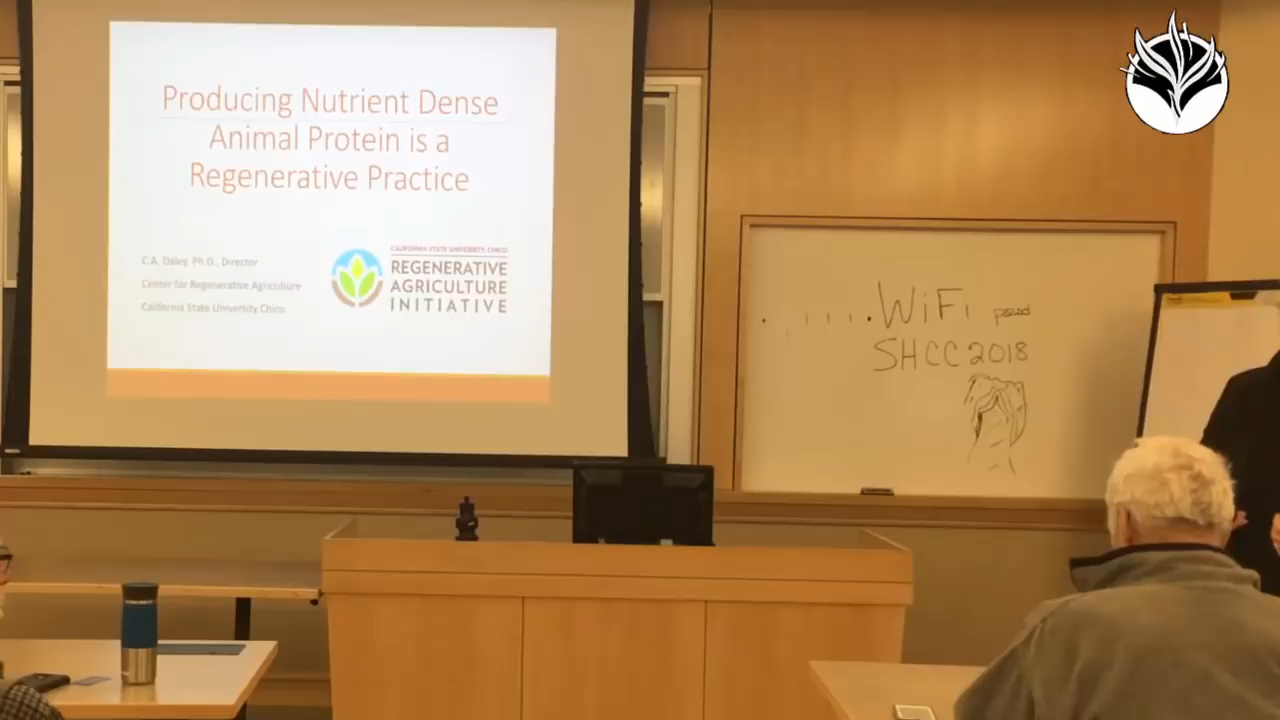 Producing Nutrient Dense
Animal Protein is a
Regenerative Practice
C.A. Daley, Ph.D., Director
Center for Regenerative Agriculture
California State University Chico
CALIFORNIA STATE UNIVERSITY, CHICO
REGENERATIVE
AGRICULTURE
INITIATIVE
WiFi
SHCC2018